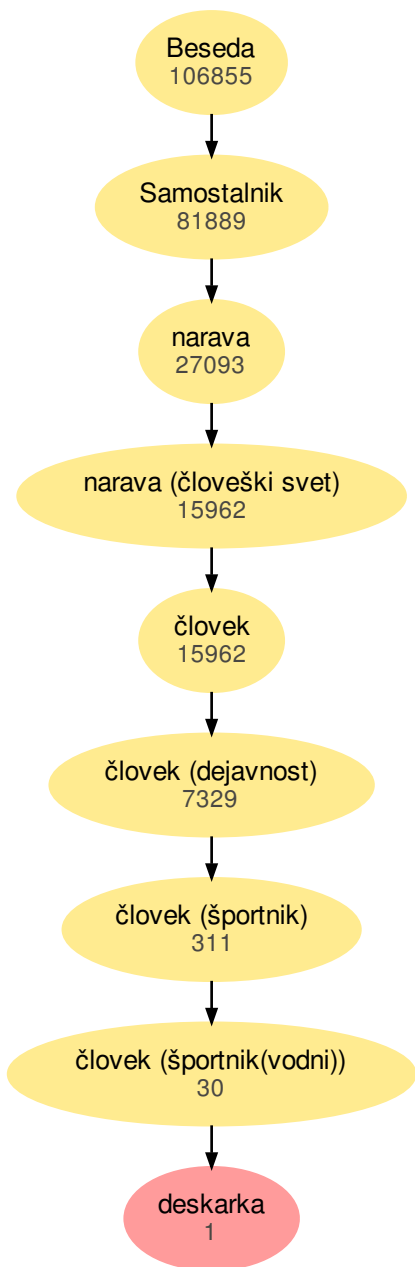 Beseda
106855
Samostalnik
81889
narava
27093
narava (človeški svet)
15962
človek
15962
človek (dejavnost)
7329
človek (športnik)
311
človek (športnik(vodni))
30
deskarka
1